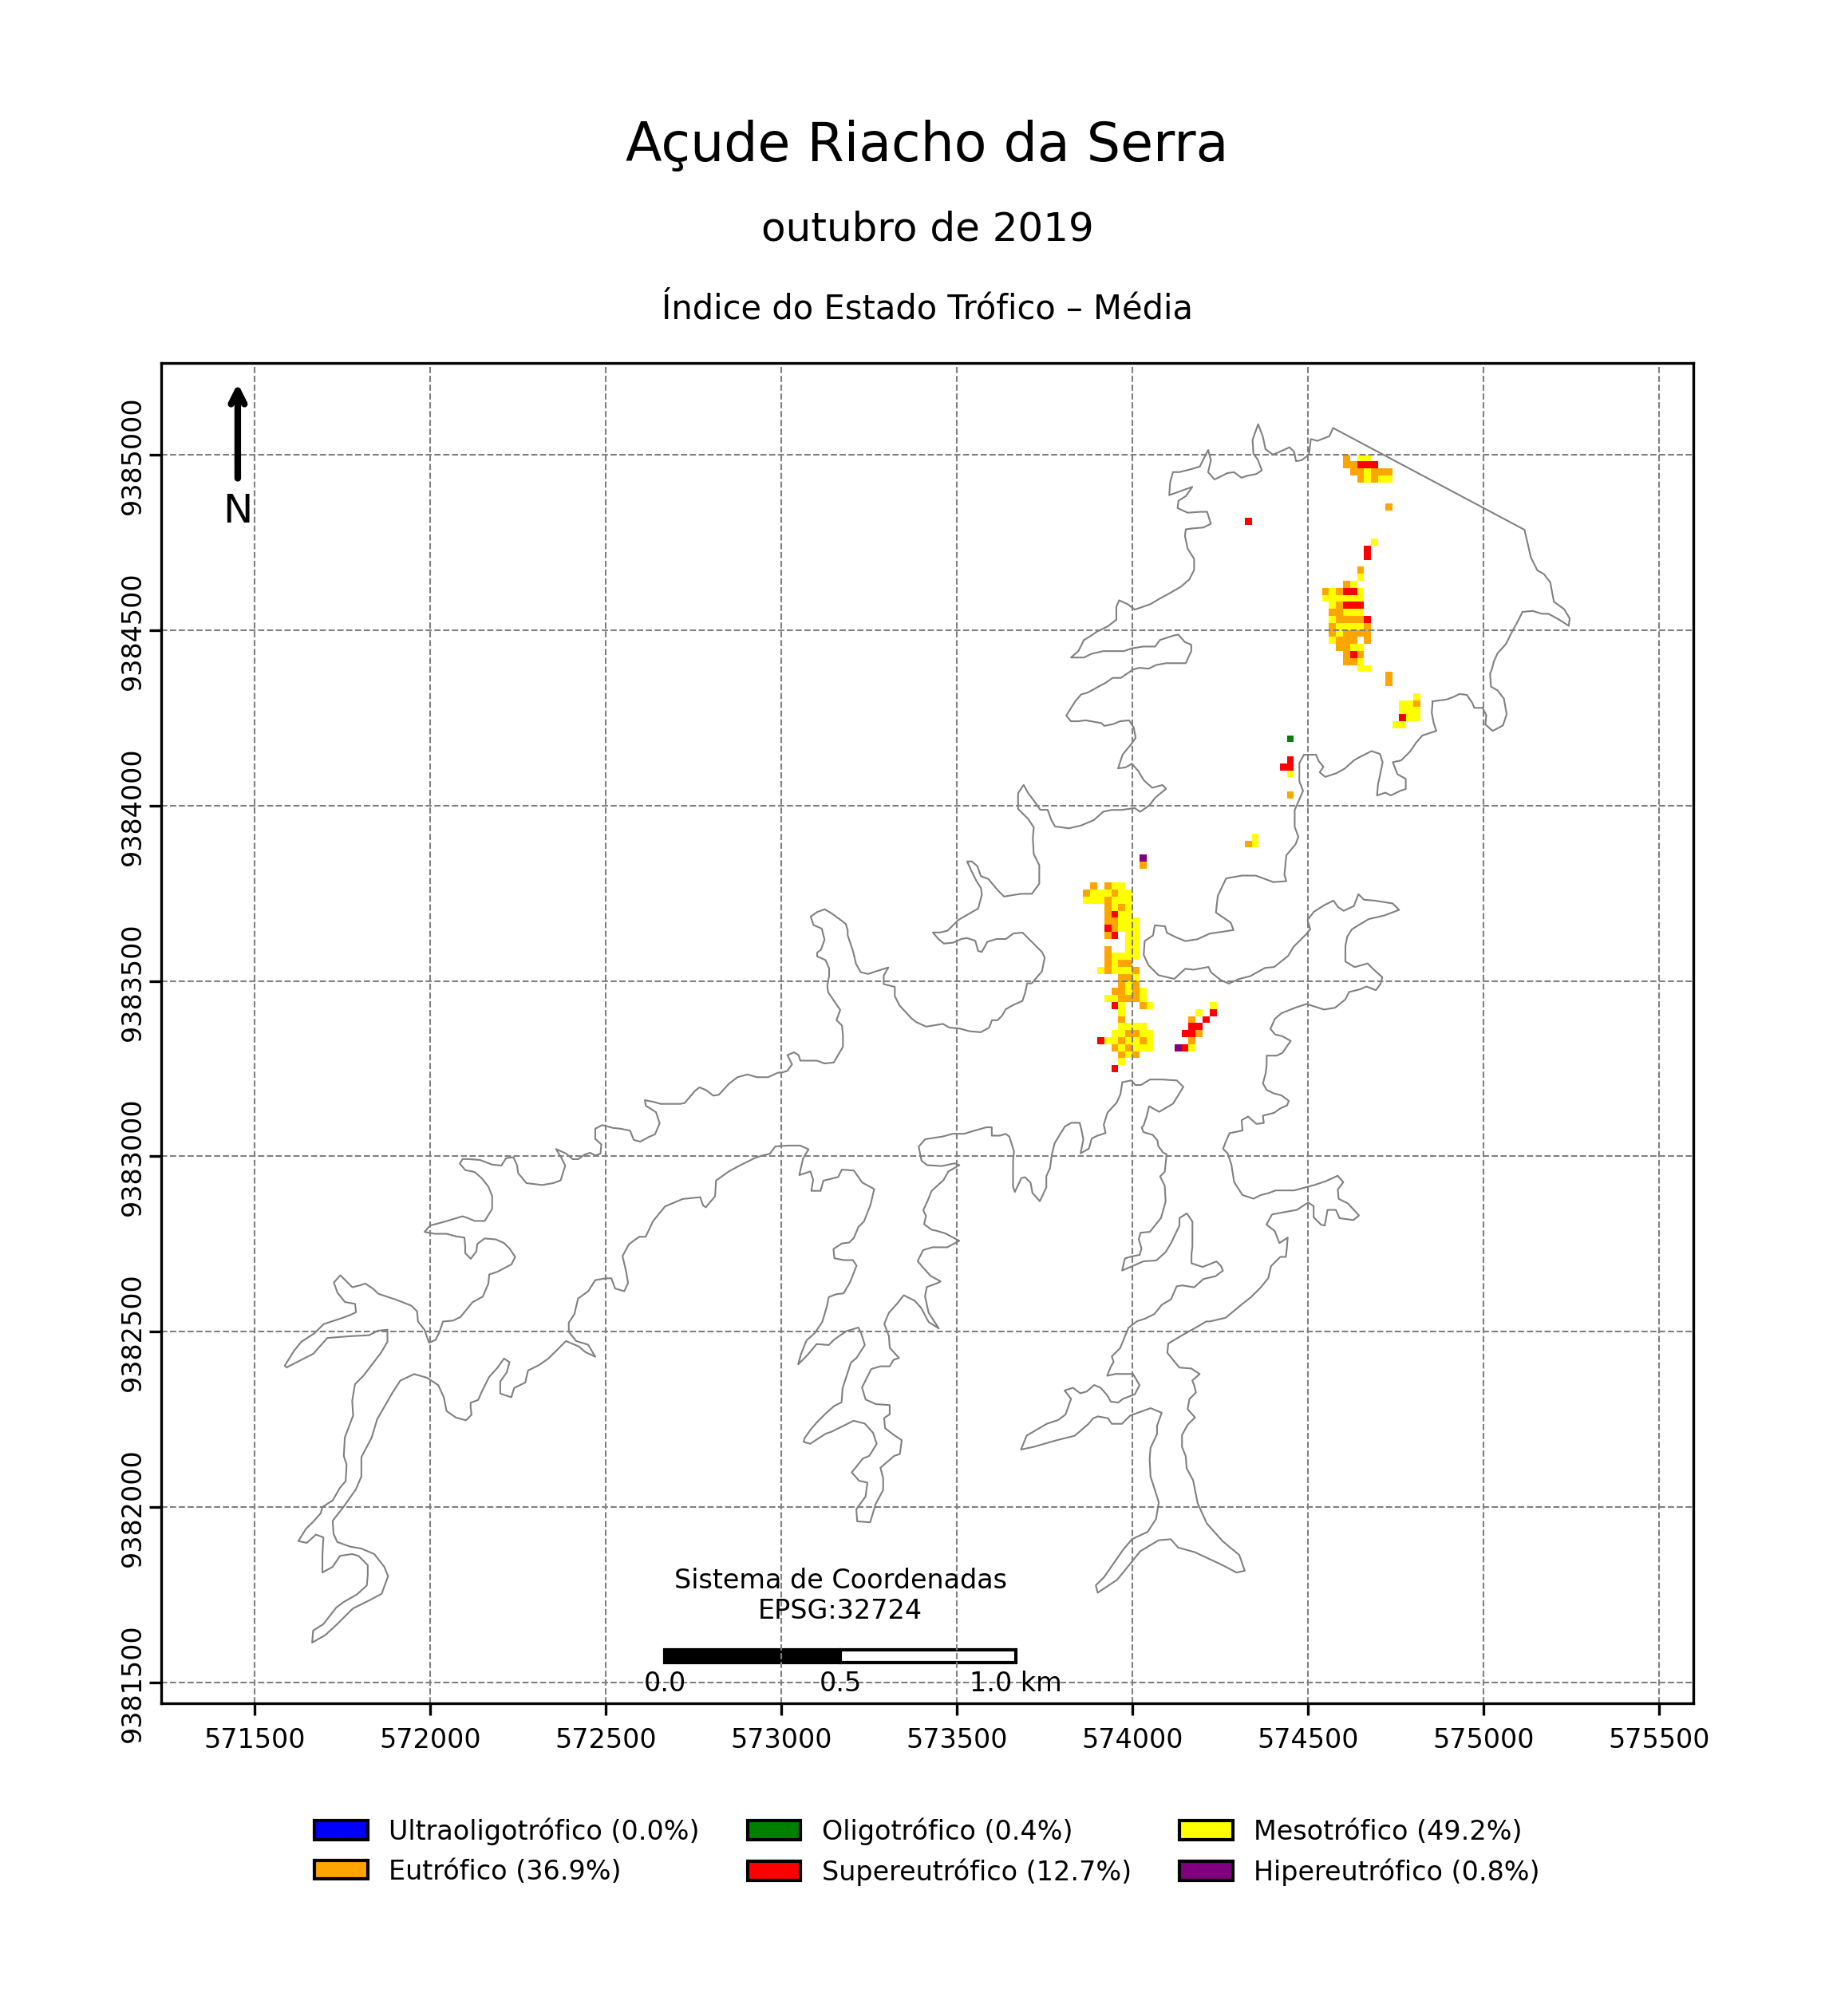 Açude Riacho da Serra
outubro de 2019
Índice do Estado Trófico – Média
N
9385000
9384500
9384000
9383500
9383000
9382500
9382000
9381500
Sistema de Coordenadas
EPSG:32724
0.0 0.5 1.0 km
571500 572000 572500 573000 573500 574000 574500 575000 575500
Ultraoligotrófico (0.0%) Oligotrófico (0.4%) Mesotrófico (49.2%)
Eutrófico (36.9%) Supereutrófico (12.7%) Hipereutrófico (0.8%)